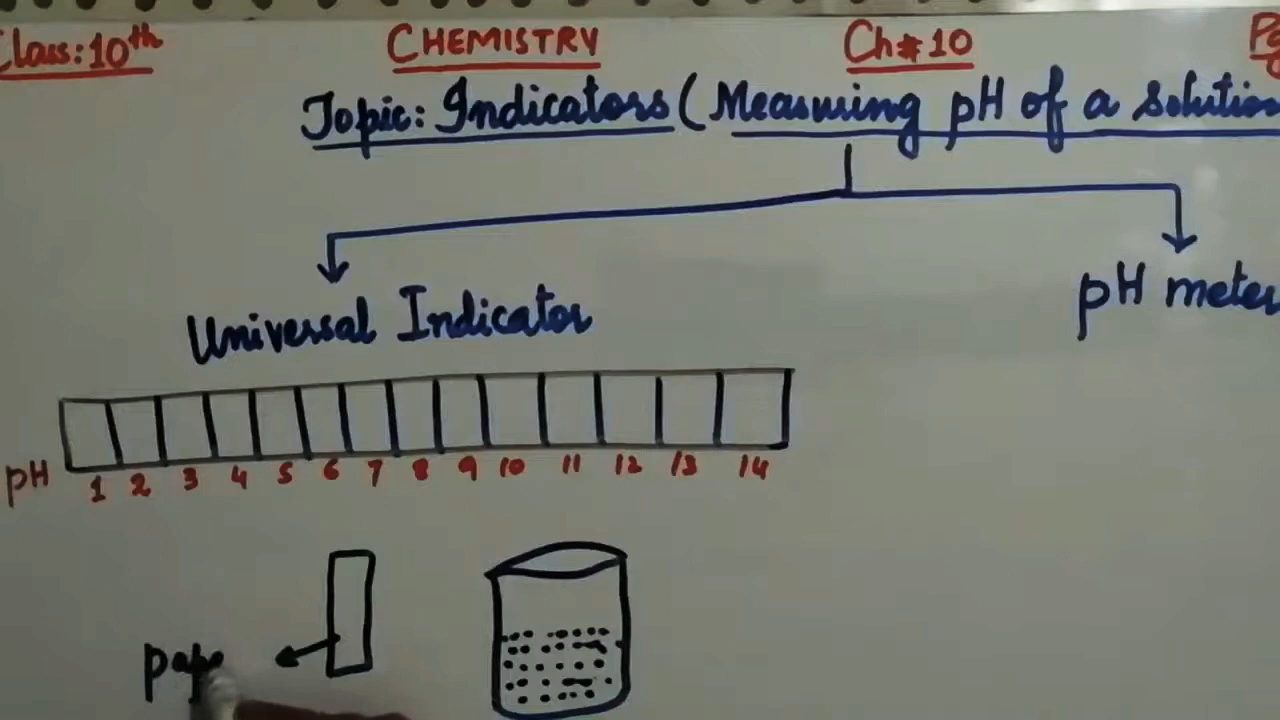 Class: 10th CHEMISTRY Ch # 10
Topic: Indicators (Measuring pH of a solution
Universal Indicator
pH meter
pH 1 2 3 4 5 6 7 8 9 10 11 12 13 14
pape